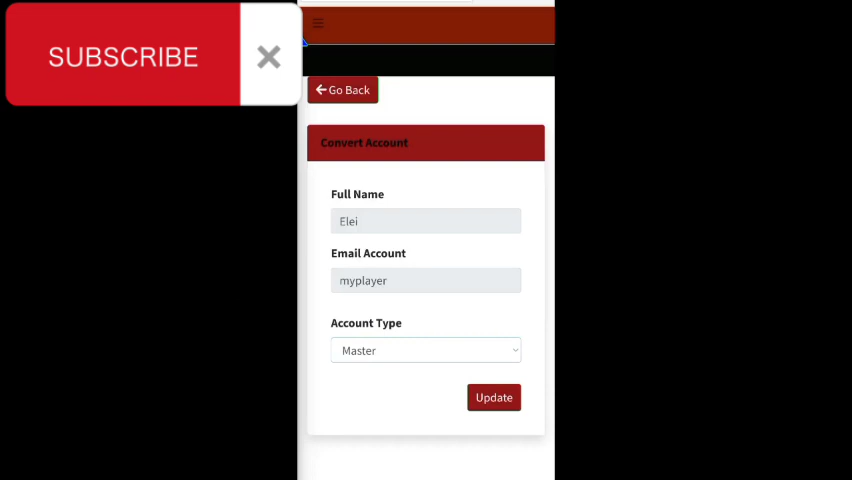 SUBSCRIBE
Go Back
Convert Account
Full Name
Elei
Email Account
myplayer
Account Type
Master
Update